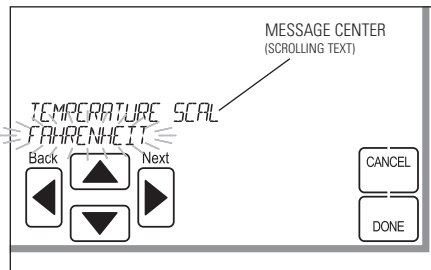 MESSAGE CENTER
(SCROLLING TEXT)
TEMPERATURE SCAL
FAHRENHEIT
Back
Next
CANCEL
DONE